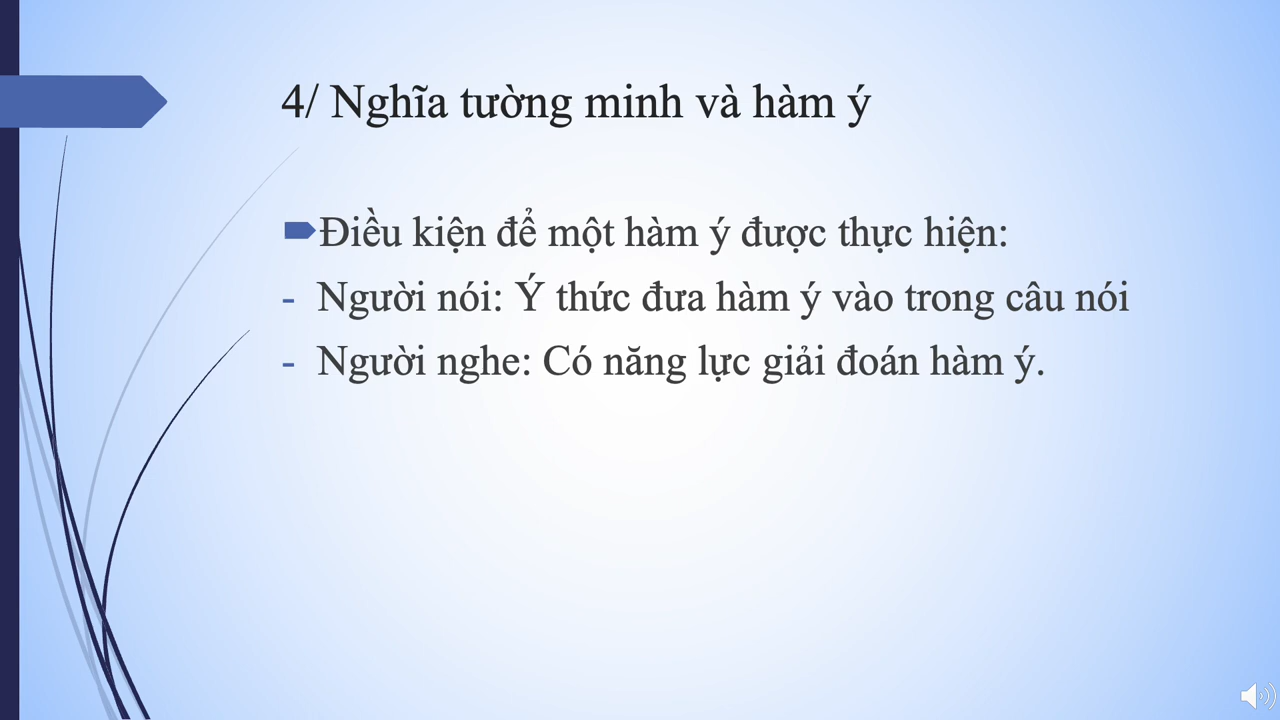 4/ Nghĩa tường minh và hàm ý
Điều kiện để một hàm ý được thực hiện:
- Người nói: Ý thức đưa hàm ý vào trong câu nói
- Người nghe: Có năng lực giải đoán hàm ý.